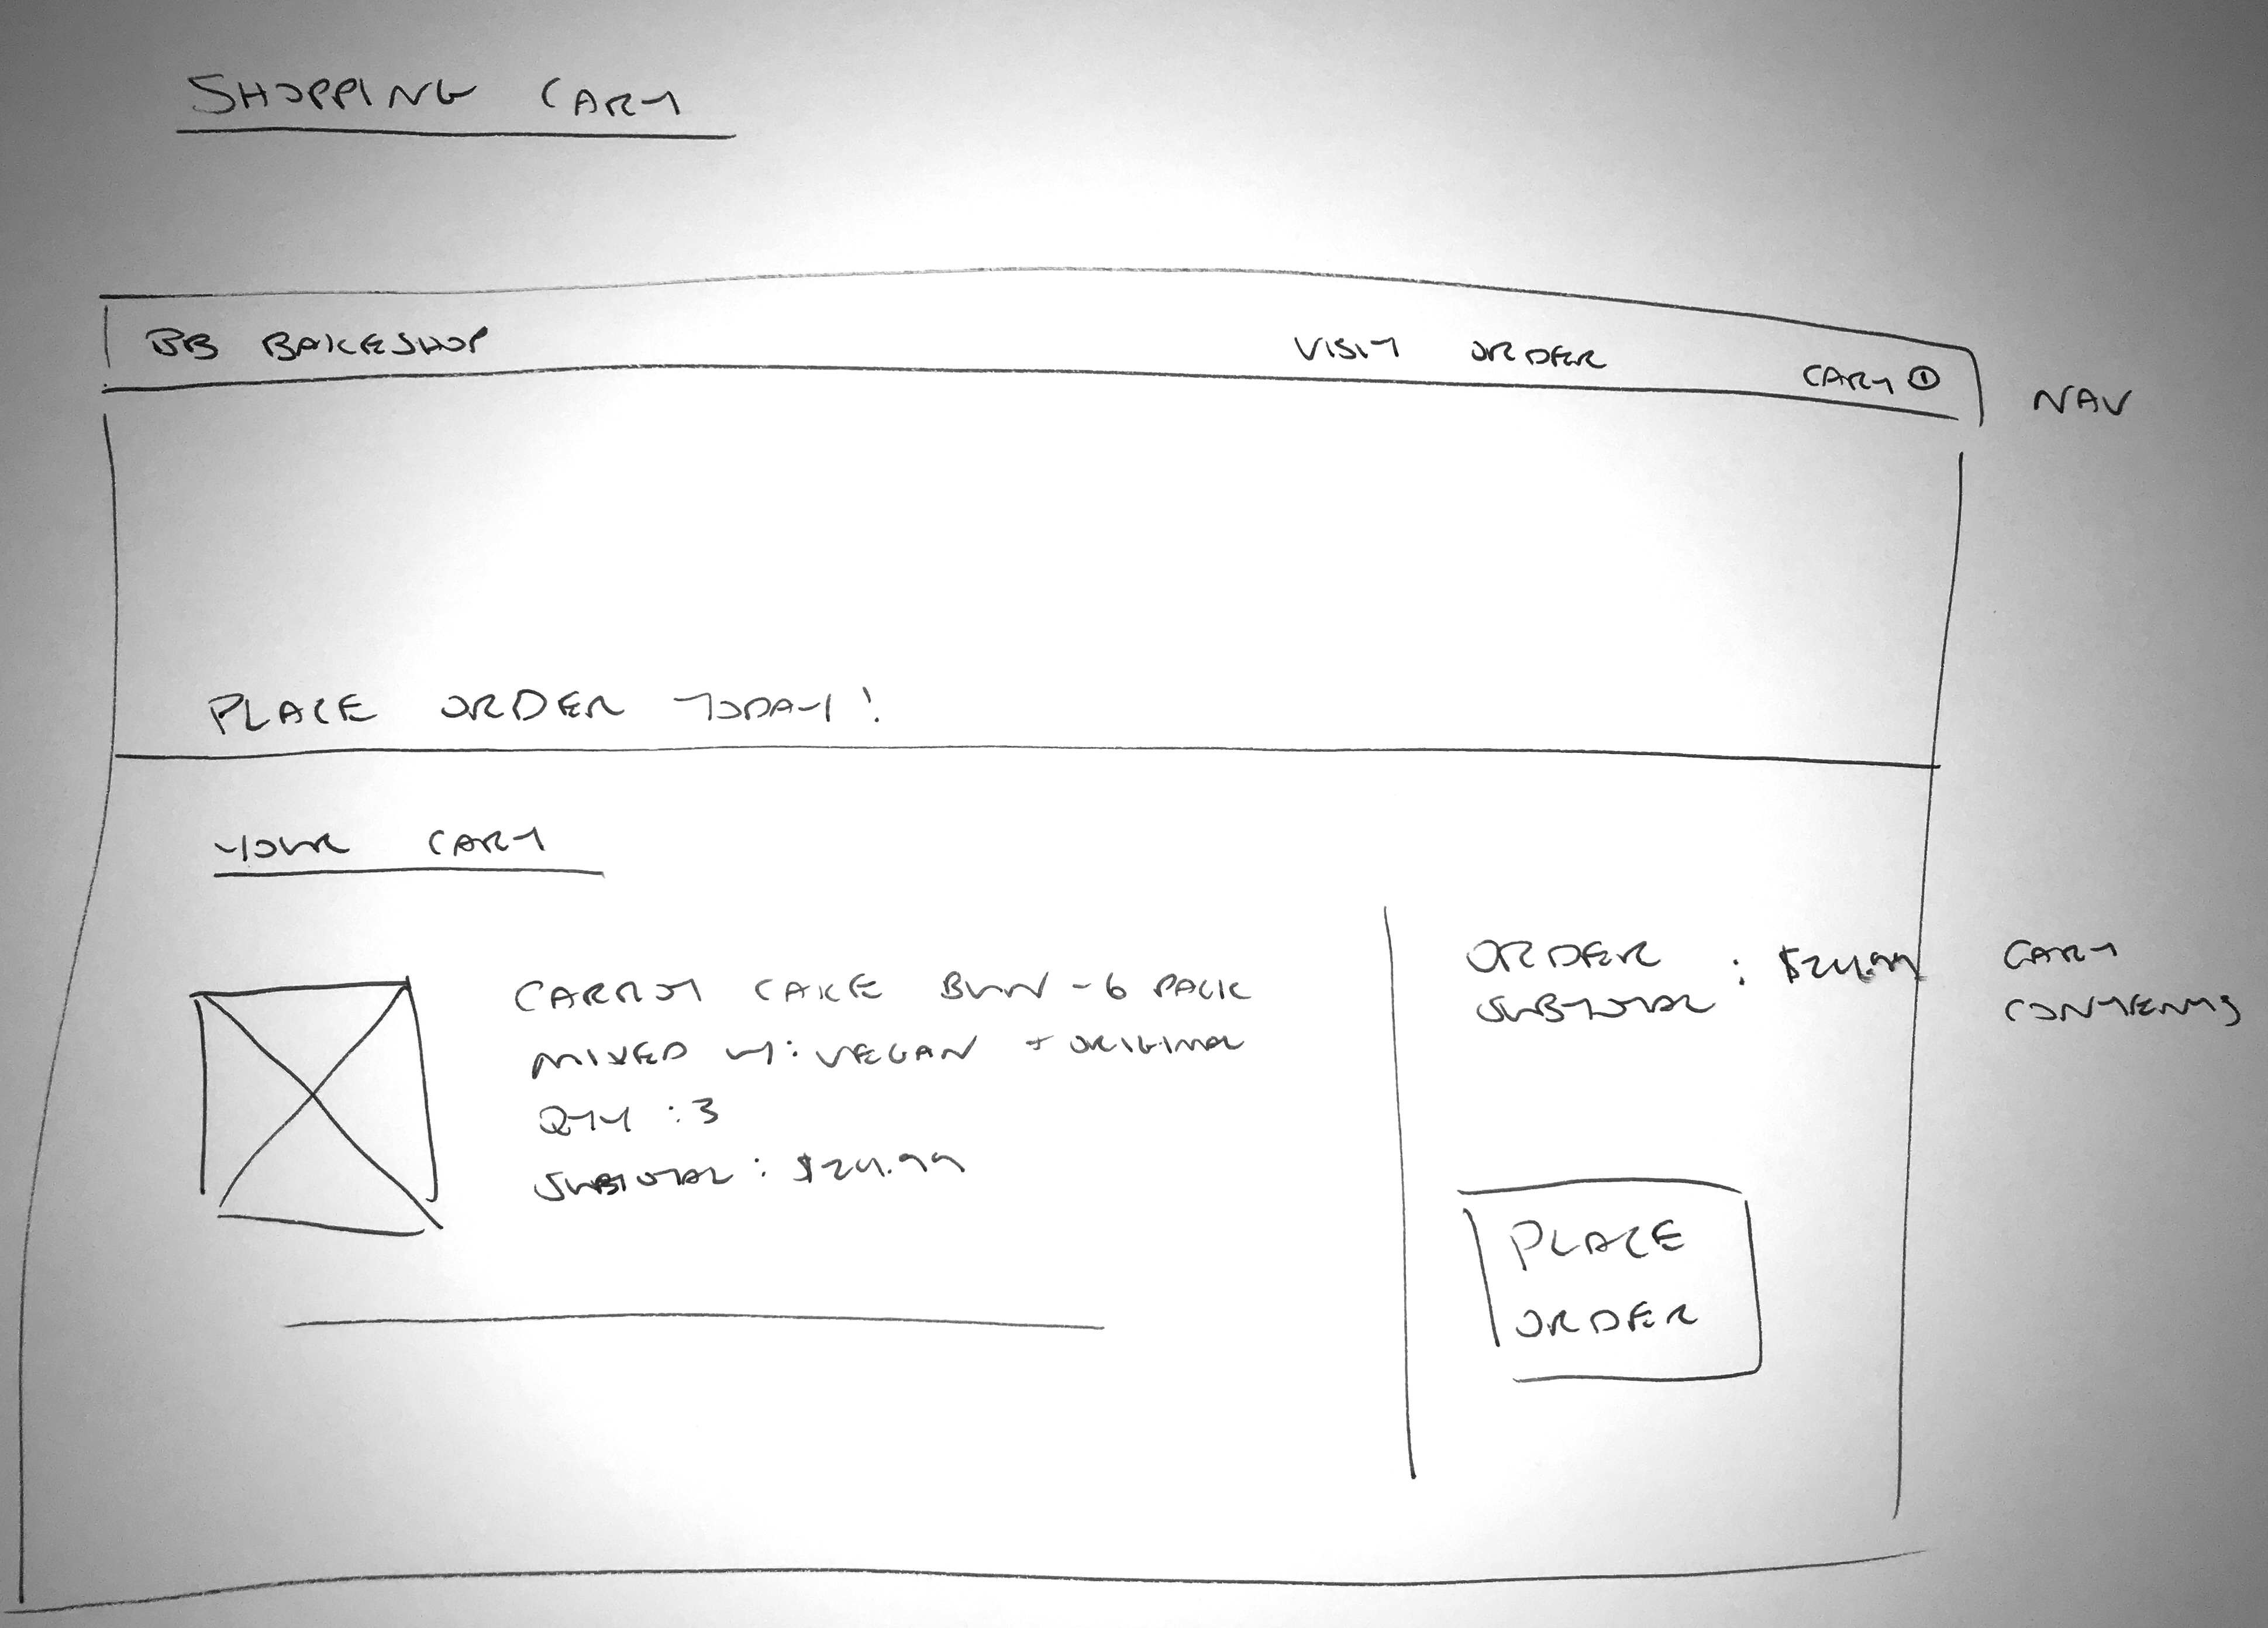 SHOPPING CART
BB BAKESHOP VISIT ORDER CART 1
NAV
PLACE ORDER TODAY!
YOUR CART
CARROT CAKE BUN - 6 PACK
MIXED W: VEGAN + ORIGINAL
QTY : 3
SUBTOTAL : $24.99
ORDER
SUBTOTAL : $24.99
PLACE
ORDER
CART
CONTENTS